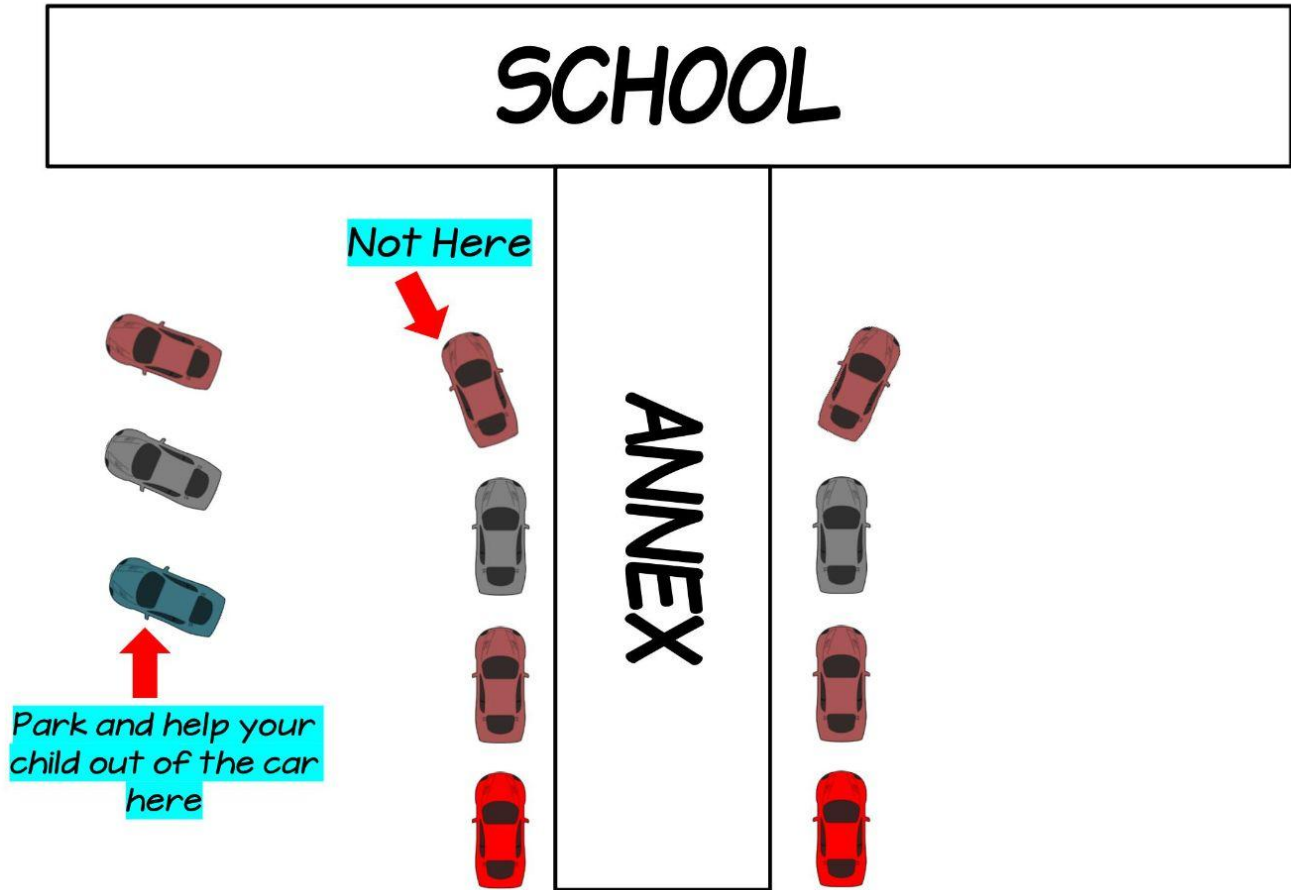 SCHOOL
Not Here
ANNEX
Park and help your
child out of the car
here